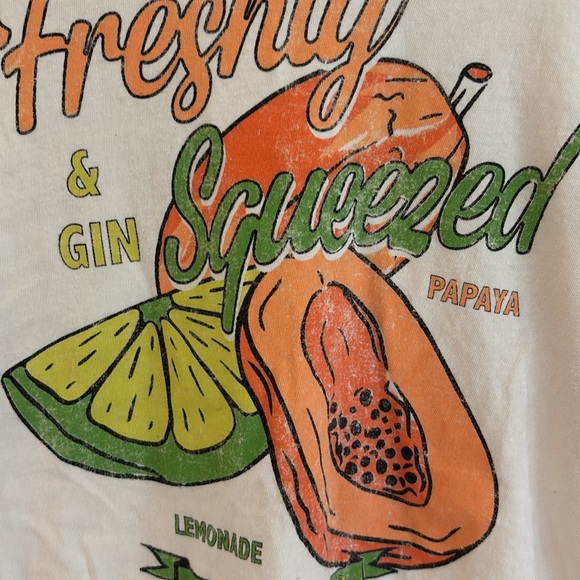 Freshly
Squeezed
&
GIN
PAPAYA
LEMONADE